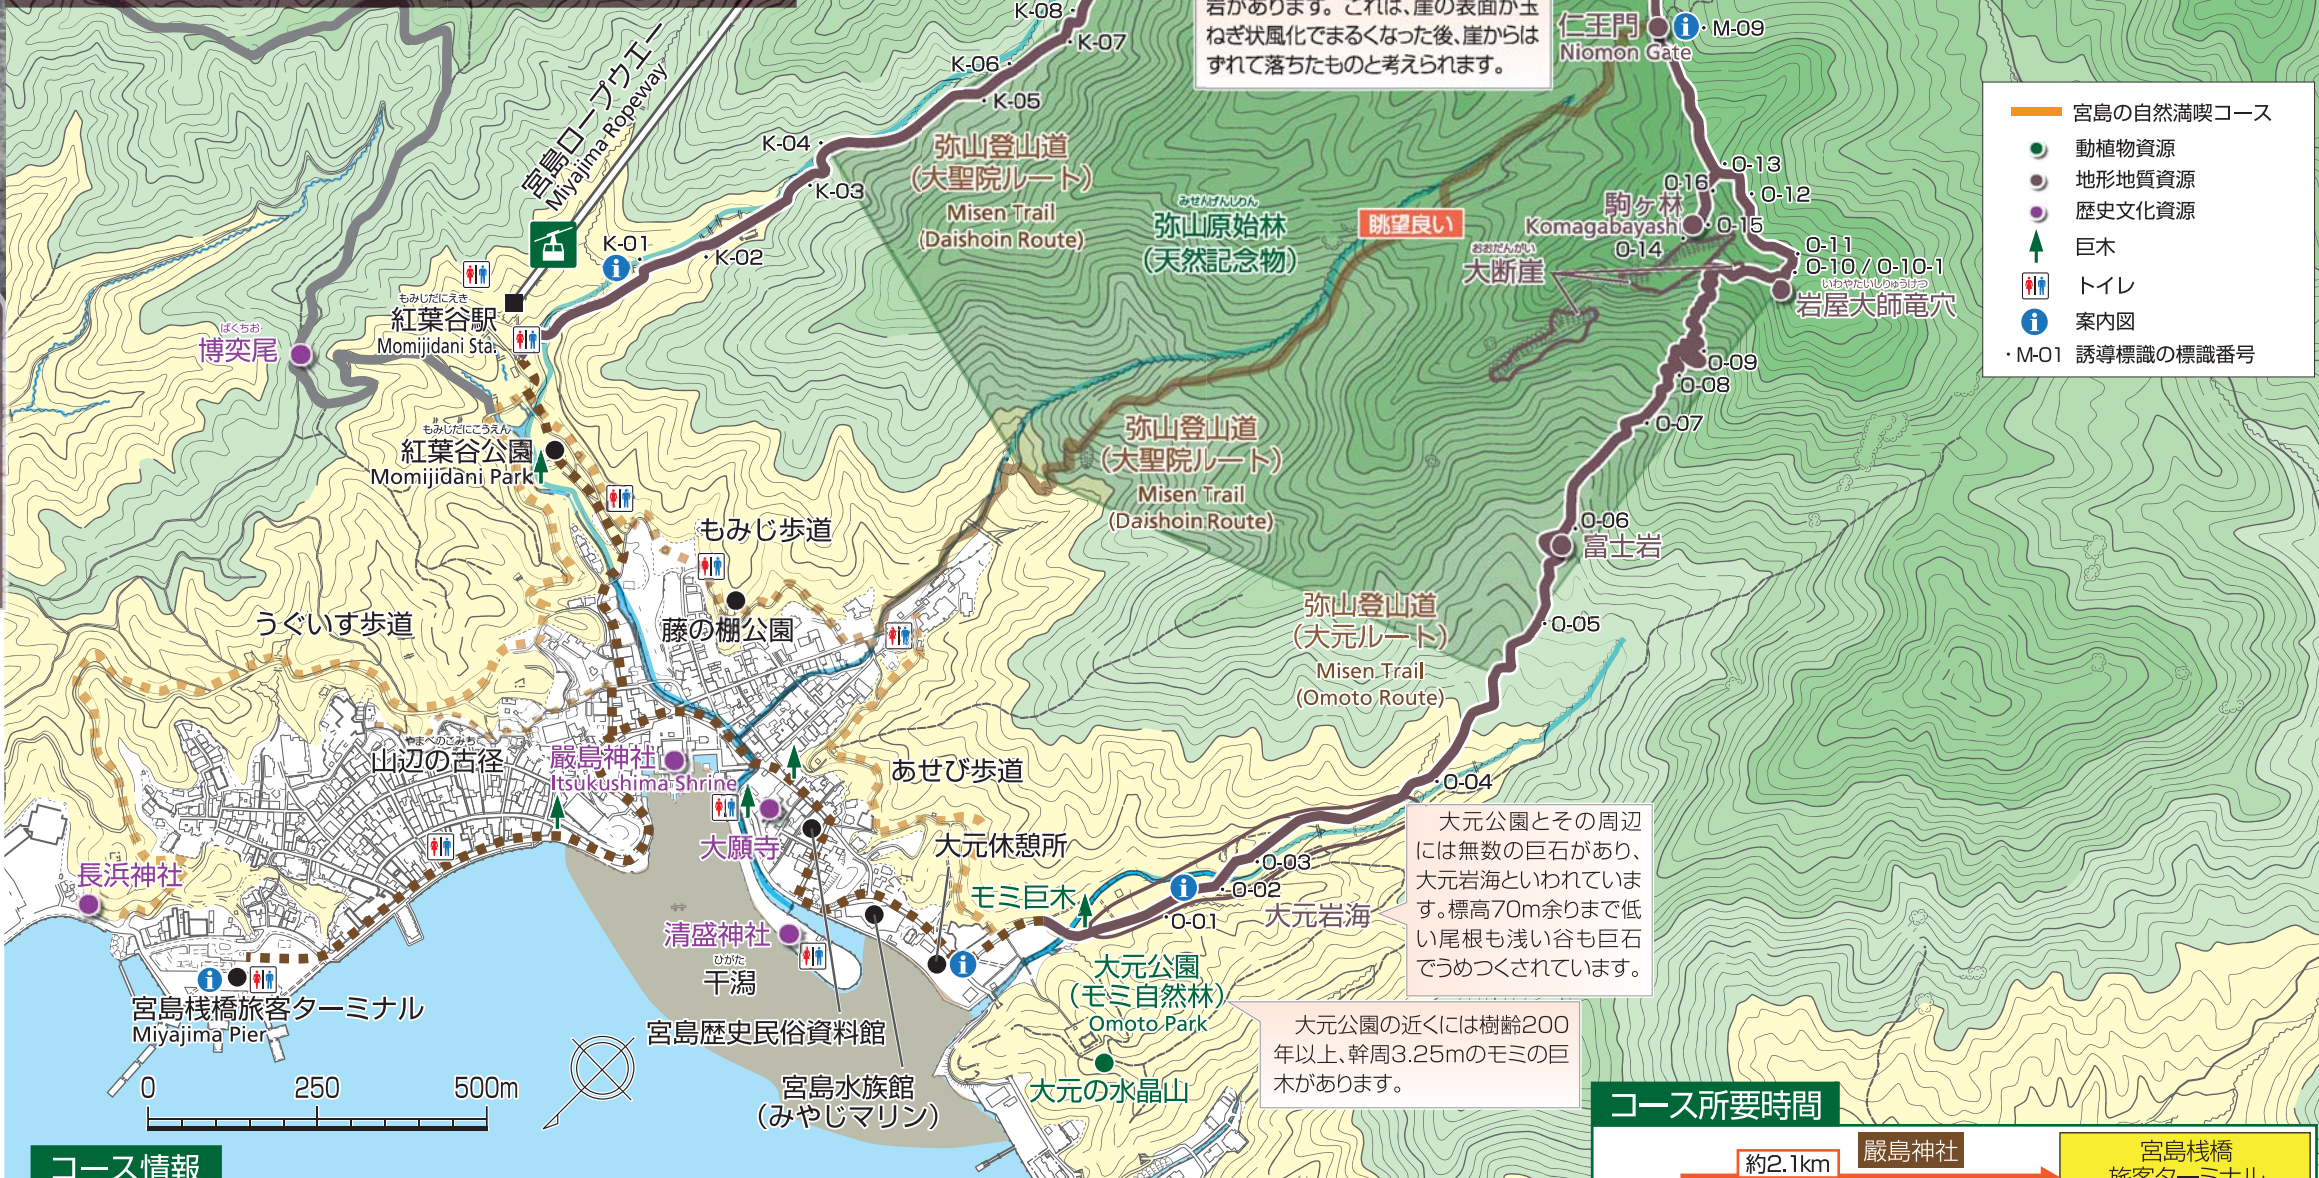 岩があります。これは、崖の表面が玉
ねぎ状風化でまるくなった後、崖からは
ずれて落ちたものと考えられます。
仁王門
Niomon Gate
M-09
宮島の自然満喫コース
動植物資源
地形地質資源
歴史文化資源
巨木
トイレ
案内図
・M-01 誘導標識の標識番号
宮島ロープウエー
Miyajima Ropeway
K-08
K-07
K-06
K-05
K-04
K-03
K-02
K-01
弥山登山道
(大聖院ルート)
Misen Trail
(Daishoin Route)
みせんげんしりん
弥山原始林
(天然記念物)
眺望良い
O-13
O-12
O-16
駒ヶ林
Komagabayashi
O-15
O-14
O-11
O-10 / O-10-1
おおだんがい
大断崖
いわやたいしりゅうけつ
岩屋大師竜穴
O-09
O-08
O-07
O-06
富士岩
O-05
もみじだにえき
紅葉谷駅
Momijidani Sta.
ばくちお
博奕尾
もみじだにこうえん
紅葉谷公園
Momijidani Park
弥山登山道
(大聖院ルート)
Misen Trail
(Daishoin Route)
もみじ歩道
うぐいす歩道
藤の棚公園
弥山登山道
(大元ルート)
Misen Trail
(Omoto Route)
やまべのこみち
山辺の古径
嚴島神社
Itsukushima Shrine
あせび歩道
O-04
大元公園とその周辺
には無数の巨石があり、
大元岩海といわれていま
す。標高70m余りまで低
い尾根も浅い谷も巨石
でうめつくされています。
大願寺
大元休憩所
O-03
O-02
O-01
モミ巨木
大元岩海
長浜神社
清盛神社
ひがた
干潟
大元公園
(モミ自然林)
Omoto Park
宮島桟橋旅客ターミナル
Miyajima Pier
宮島歴史民俗資料館
大元公園の近くには樹齢200
年以上、幹周3.25mのモミの巨
木があります。
0 250 500m
宮島水族館
(みやじマリン)
大元の水晶山
コース所要時間
約2.1km
嚴島神社
宮島桟橋
旅客ターミナル
コース情報